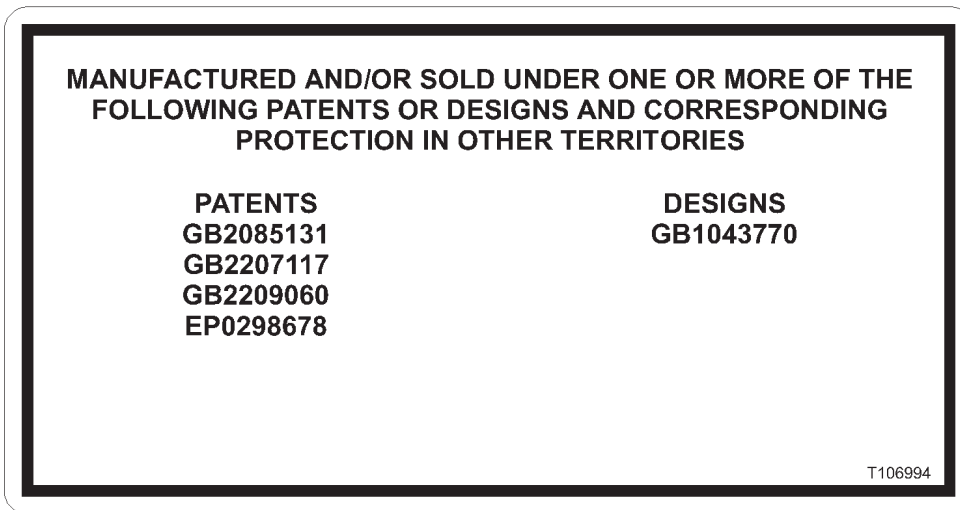 MANUFACTURED AND/OR SOLD UNDER ONE OR MORE OF THE
FOLLOWING PATENTS OR DESIGNS AND CORRESPONDING
PROTECTION IN OTHER TERRITORIES
PATENTS
GB2085131
GB2207117
GB2209060
EP0298678
DESIGNS
GB1043770
T106994